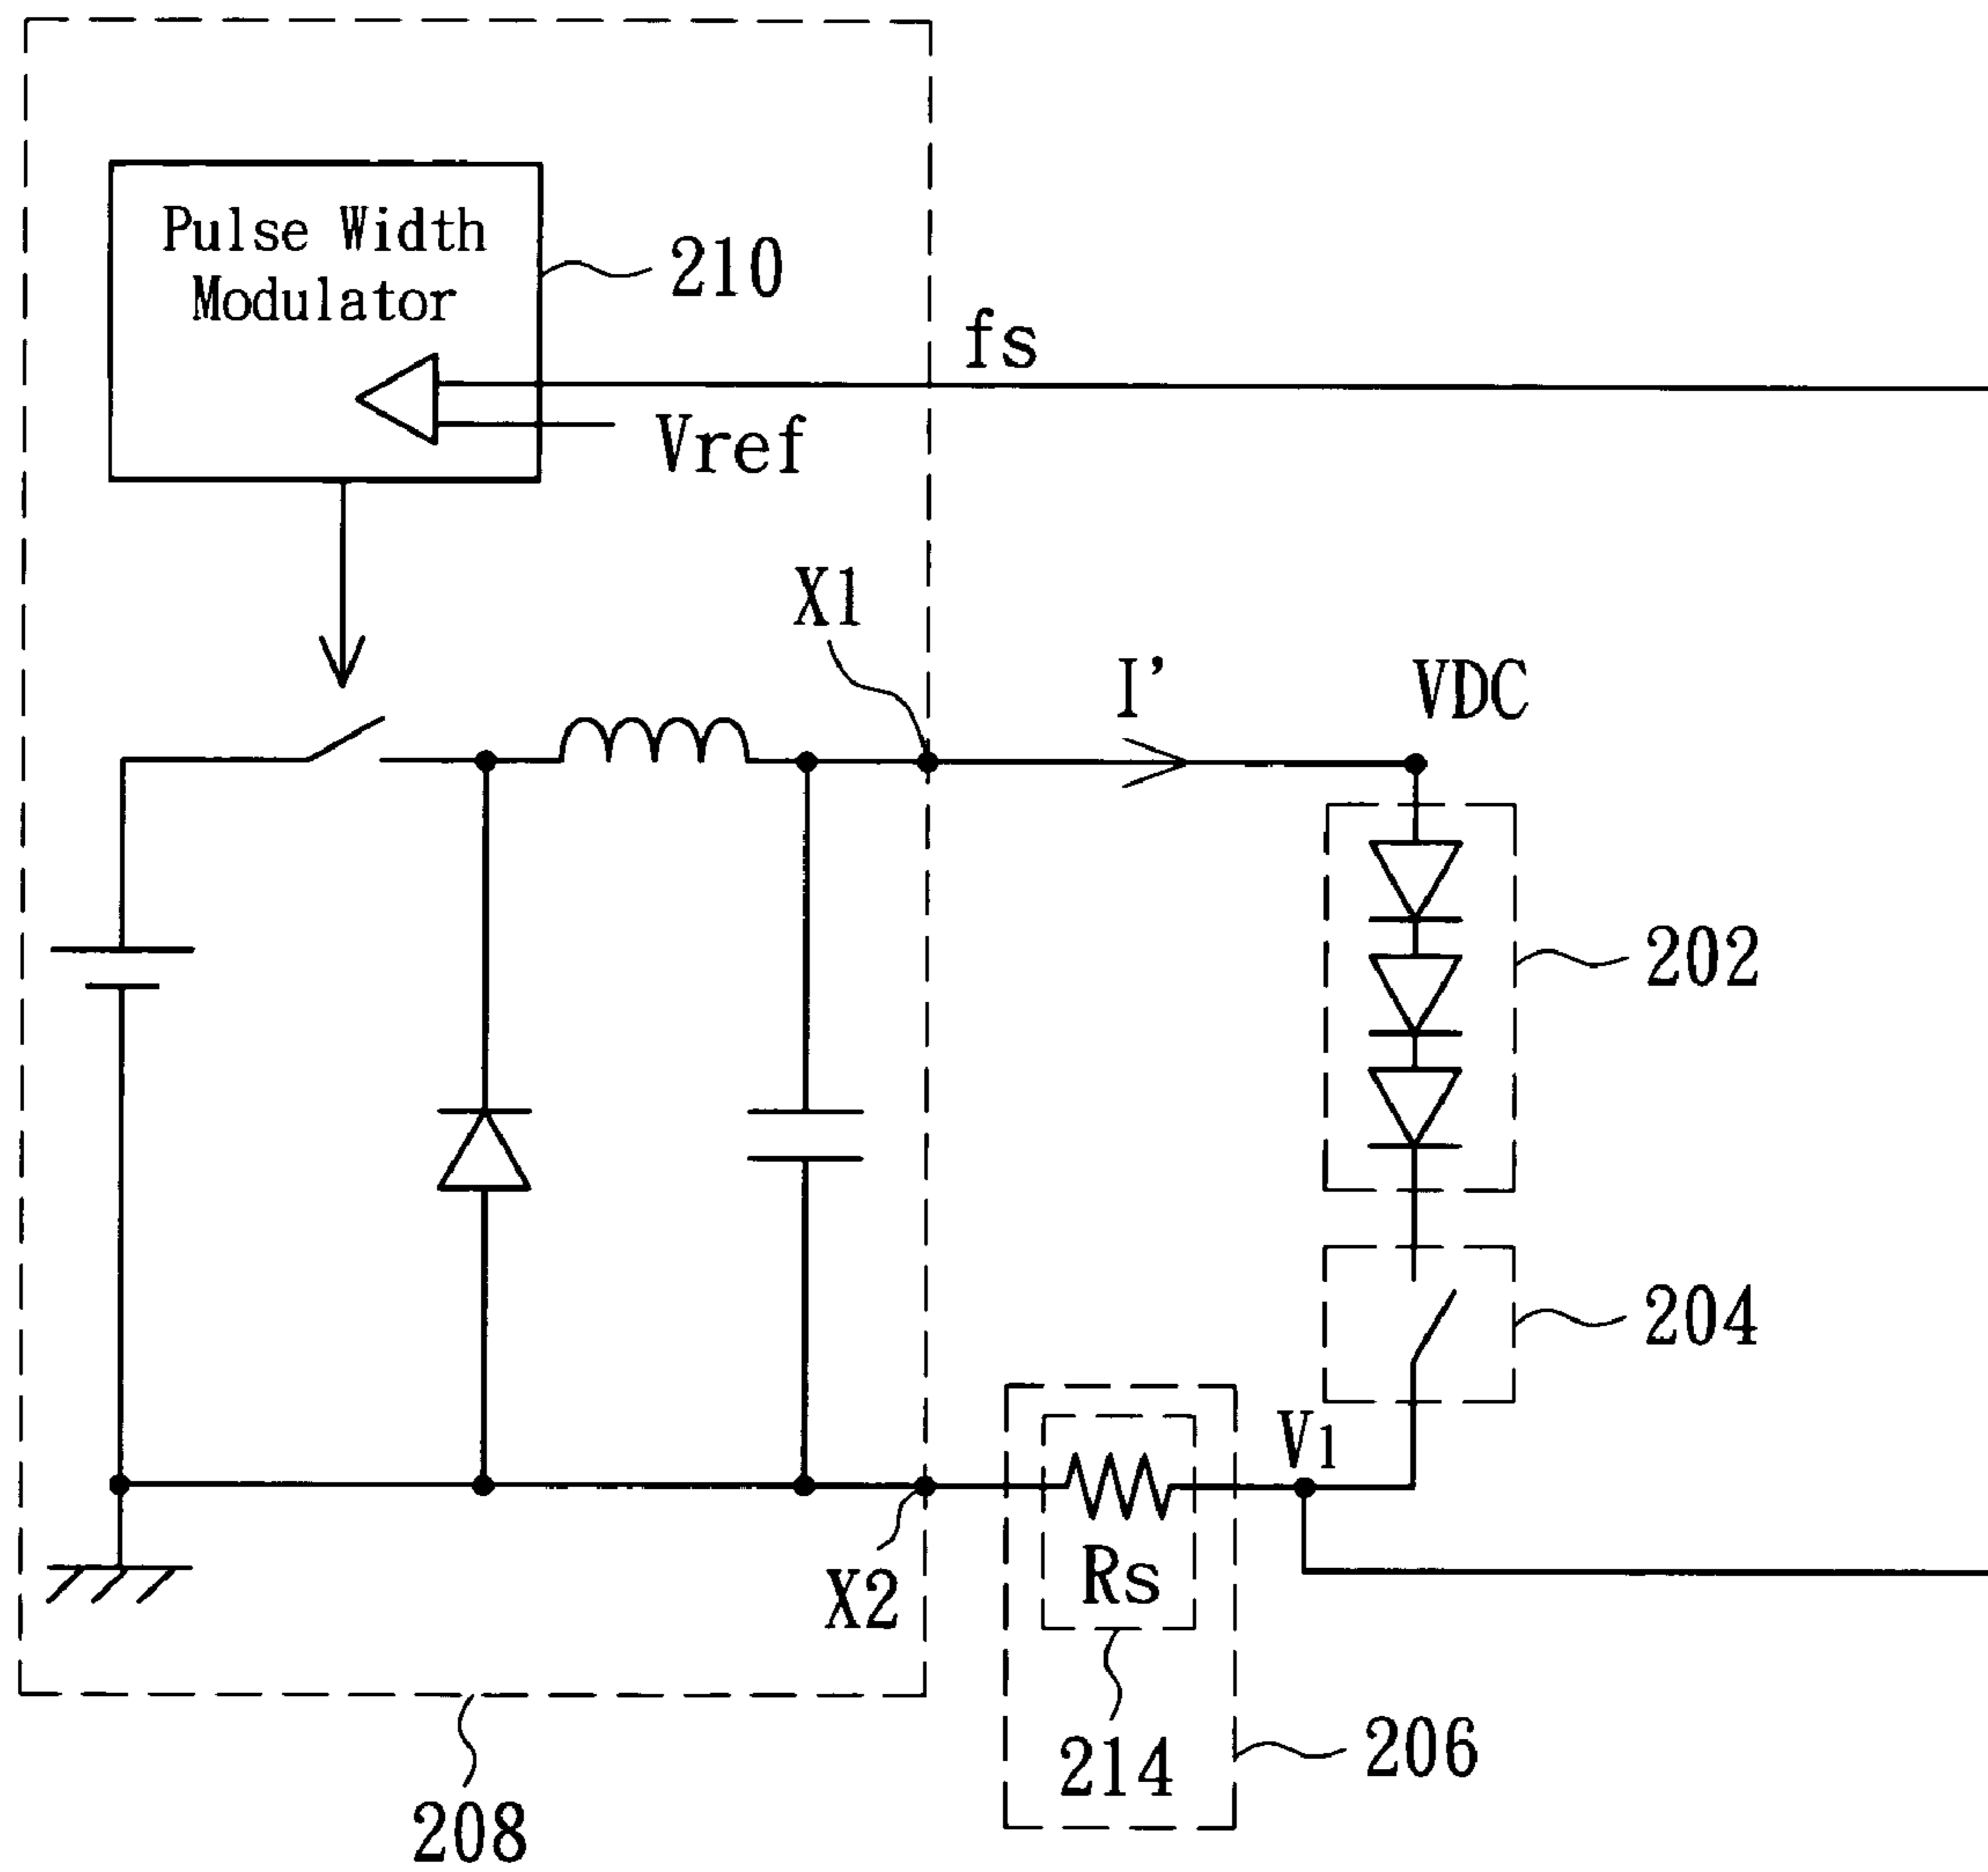 Pulse Width
Modulator
210
fs
Vref
X1
I'
VDC
202
204
V1
Rs
X2
214
206
208